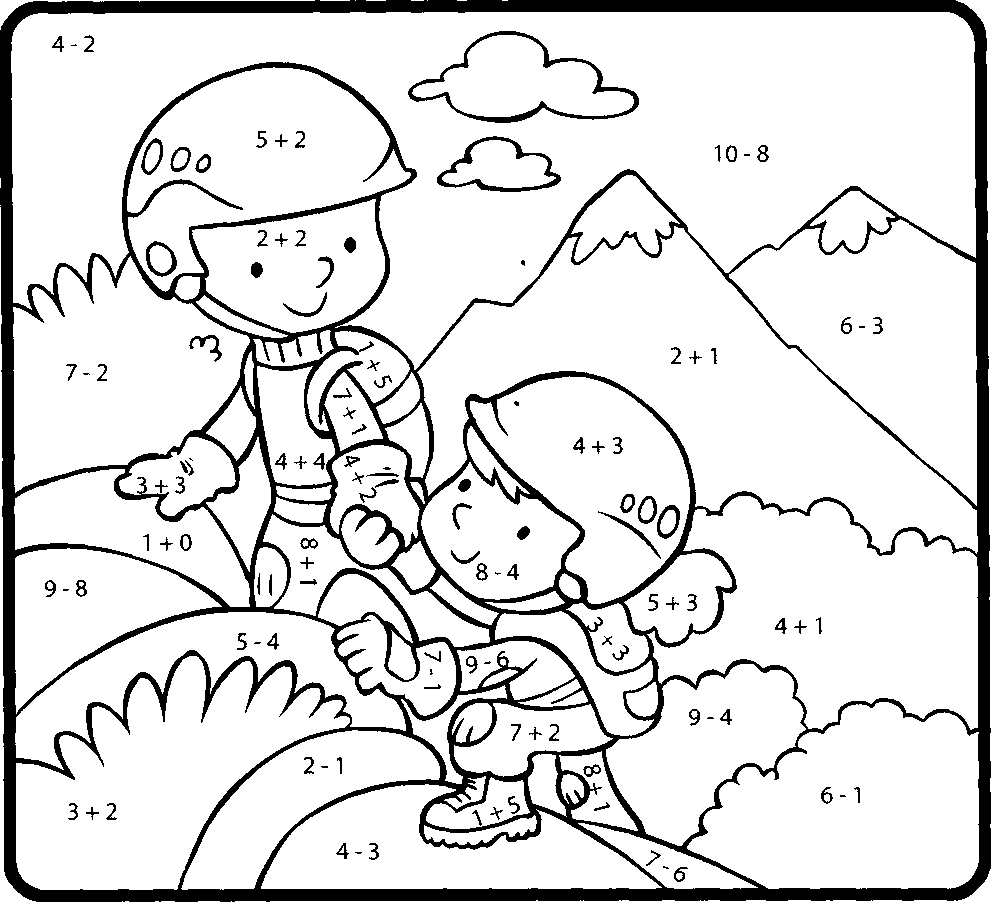 4 - 2
5 + 2
10 - 8
2 + 2
6 - 3
2 + 1
7 - 2
1 + 5
7 + 1
4 + 3
4 + 4
4 + 2
3 + 3
1 + 0
8 + 1
8 - 4
9 - 8
5 + 3
4 + 1
3 + 3
5 - 4
9 - 6
7 - 1
9 - 4
7 + 2
2 - 1
8 + 1
6 - 1
3 + 2
1 + 5
4 - 3
7 - 6